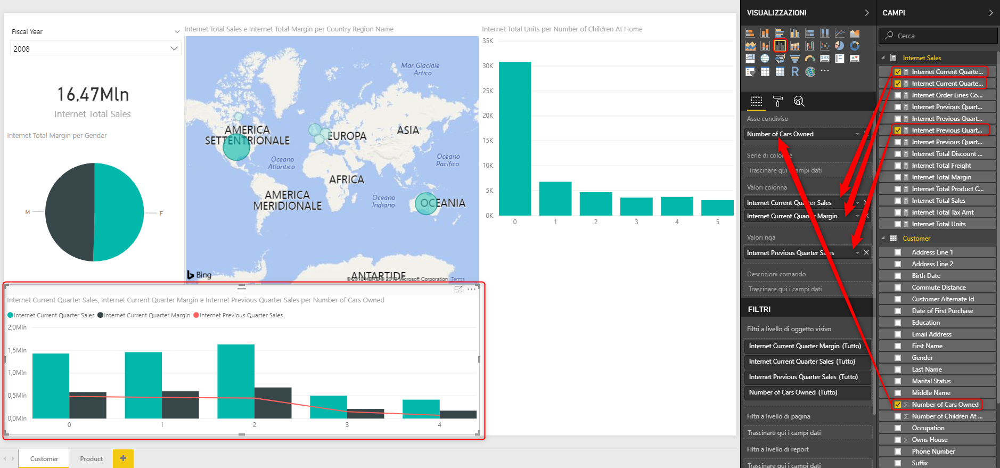 Fiscal Year
2008
16,47Mln
Internet Total Sales
Internet Total Margin per Gender
M
F
Internet Total Sales e Internet Total Margin per Country Region Name
Mar Glaciale
Artico
AMERICA
SETTENTRIONALE
EUROPA
ASIA
Oceano
Atlantico
Oceano
Pacifico
AFRICA
AMERICA
MERIDIONALE
Oceano
Indiano
OCEANIA
ANTARTIDE
Bing
© 2018 HERE © 2018 Microsoft Corporation Terms
Internet Total Units per Number of Children At Home
35K
30K
25K
20K
15K
10K
5K
0K
0 1 2 3 4 5
Internet Current Quarter Sales, Internet Current Quarter Margin e Internet Previous Quarter Sales per Number of Cars Owned
Internet Current Quarter Sales Internet Current Quarter Margin Internet Previous Quarter Sales
2,0Mln
1,5Mln
1,0Mln
0,5Mln
0,0Mln
0 1 2 3 4
Customer Product +
VISUALIZZAZIONI
123
R
Asse condiviso
Number of Cars Owned
Serie di colonne
Trascinare qui i campi dati
Valori colonna
Internet Current Quarter Sales
Internet Current Quarter Margin
Valori riga
Internet Previous Quarter Sales
Descrizioni comando
Trascinare qui i campi dati
FILTRI
Filtri a livello di oggetto visivo
Internet Current Quarter Margin (Tutto)
Internet Current Quarter Sales (Tutto)
Internet Previous Quarter Sales (Tutto)
Number of Cars Owned (Tutto)
Filtri a livello di pagina
Trascinare qui i campi dati
Filtri a livello di report
Trascinare qui i campi dati
CAMPI
Cerca
Internet Sales
Internet Current Quarte...
Internet Current Quarte...
Internet Order Lines Co...
Internet Previous Quart...
Internet Previous Quart...
Internet Previous Quart...
Internet Previous Quart...
Internet Total Discount ...
Internet Total Freight
Internet Total Margin
Internet Total Product C...
Internet Total Sales
Internet Total Tax Amt
Internet Total Units
Customer
Address Line 1
Address Line 2
Birth Date
Commute Distance
Customer Alternate Id
Date of First Purchase
Education
Email Address
First Name
Gender
Last Name
Marital Status
Middle Name
Number of Cars Owned
Number of Children At ...
Occupation
Owns House
Phone Number
Suffix